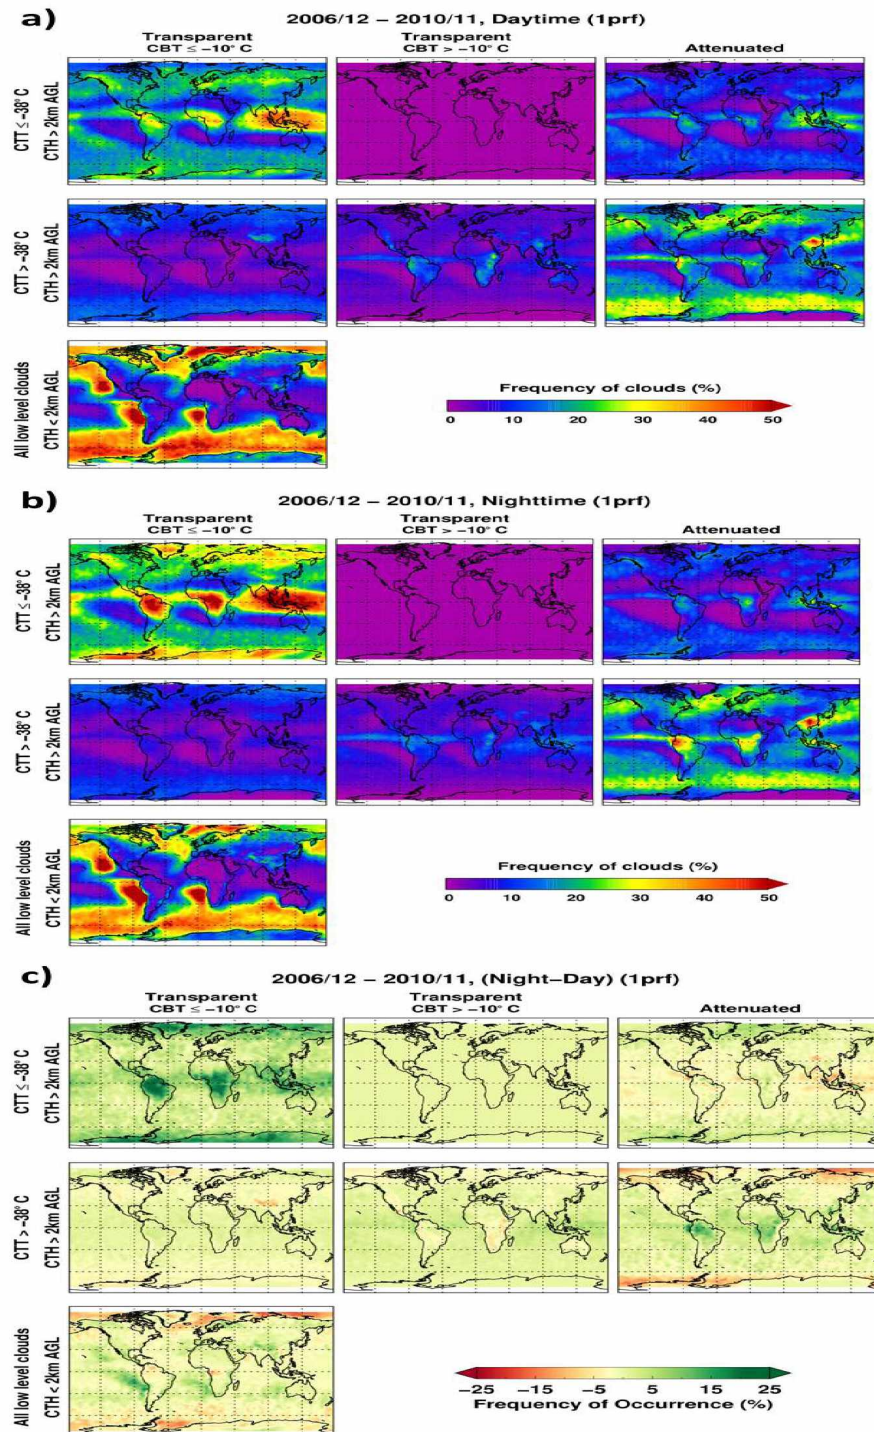 a)
2006/12 – 2010/11, Daytime (1prf)
Transparent
CBT ≤ –10° C
Transparent
CBT > –10° C
Attenuated
CTT ≤ –38° C
CTH > 2km AGL
CTT > –38° C
CTH > 2km AGL
All low level clouds
CTH < 2km AGL
Frequency of clouds (%)
0 10 20 30 40 50
b)
2006/12 – 2010/11, Nighttime (1prf)
Transparent
CBT ≤ –10° C
Transparent
CBT > –10° C
Attenuated
CTT ≤ –38° C
CTH > 2km AGL
CTT > –38° C
CTH > 2km AGL
All low level clouds
CTH < 2km AGL
Frequency of clouds (%)
0 10 20 30 40 50
c)
2006/12 – 2010/11, (Night–Day) (1prf)
Transparent
CBT ≤ –10° C
Transparent
CBT > –10° C
Attenuated
CTT ≤ –38° C
CTH > 2km AGL
CTT > –38° C
CTH > 2km AGL
All low level clouds
CTH < 2km AGL
–25 –15 –5 5 15 25
Frequency of Occurrence (%)